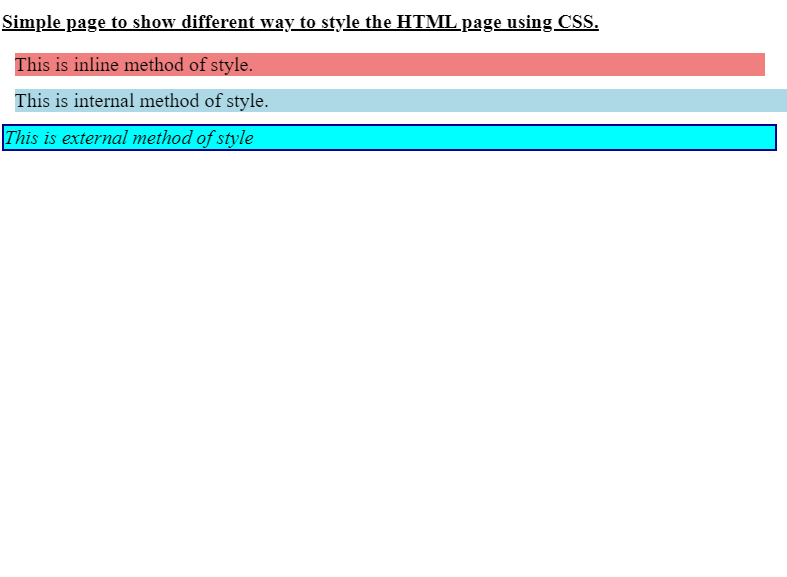 Simple page to show different way to style the HTML page using CSS.
This is inline method of style.
This is internal method of style.
This is external method of style